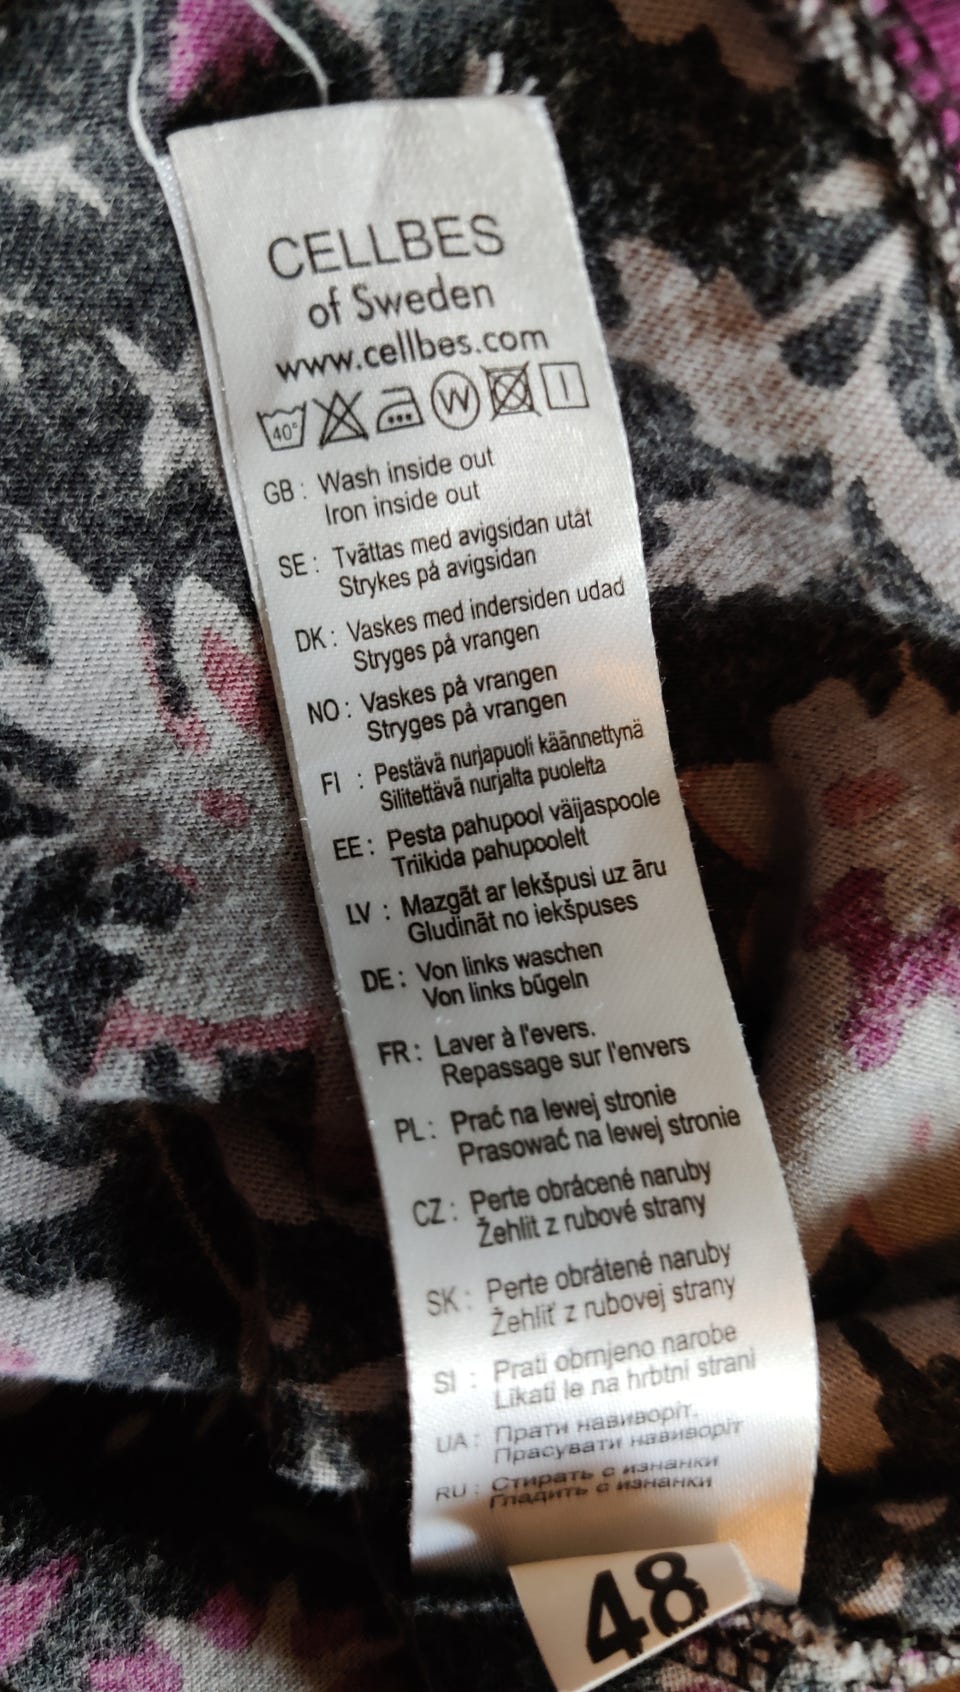 CELLBES
of Sweden
www.cellbes.com
40° W I
GB : Wash inside out
Iron inside out
SE : Tvättas med avigsidan utåt
Strykes på avigsidan
DK : Vaskes med indersiden udad
Stryges på vrangen
NO : Vaskes på vrangen
Stryges på vrangen
FI : Pestävä nurjapuoli käännettynä
Silitettävä nurjalta puolelta
EE : Pesta pahupool väijaspoole
Triikida pahupoolelt
LV : Mazgāt ar iekšpusi uz āru
Gludināt no iekšpuses
DE : Von links waschen
Von links bűgeln
FR : Laver à l'evers.
Repassage sur l'envers
PL : Prać na lewej stronie
Prasować na lewej stronie
CZ : Perte obrácené naruby
Žehlit z rubové strany
SK : Perte obrátené naruby
Žehliť z rubovej strany
SI : Prati obrnjeno narobe
Likati le na hrbtni strani
UA : Прати навиворіт.
Прасувати навиворіт
RU : Стирать с изнанки
Гладить с изнанки
48